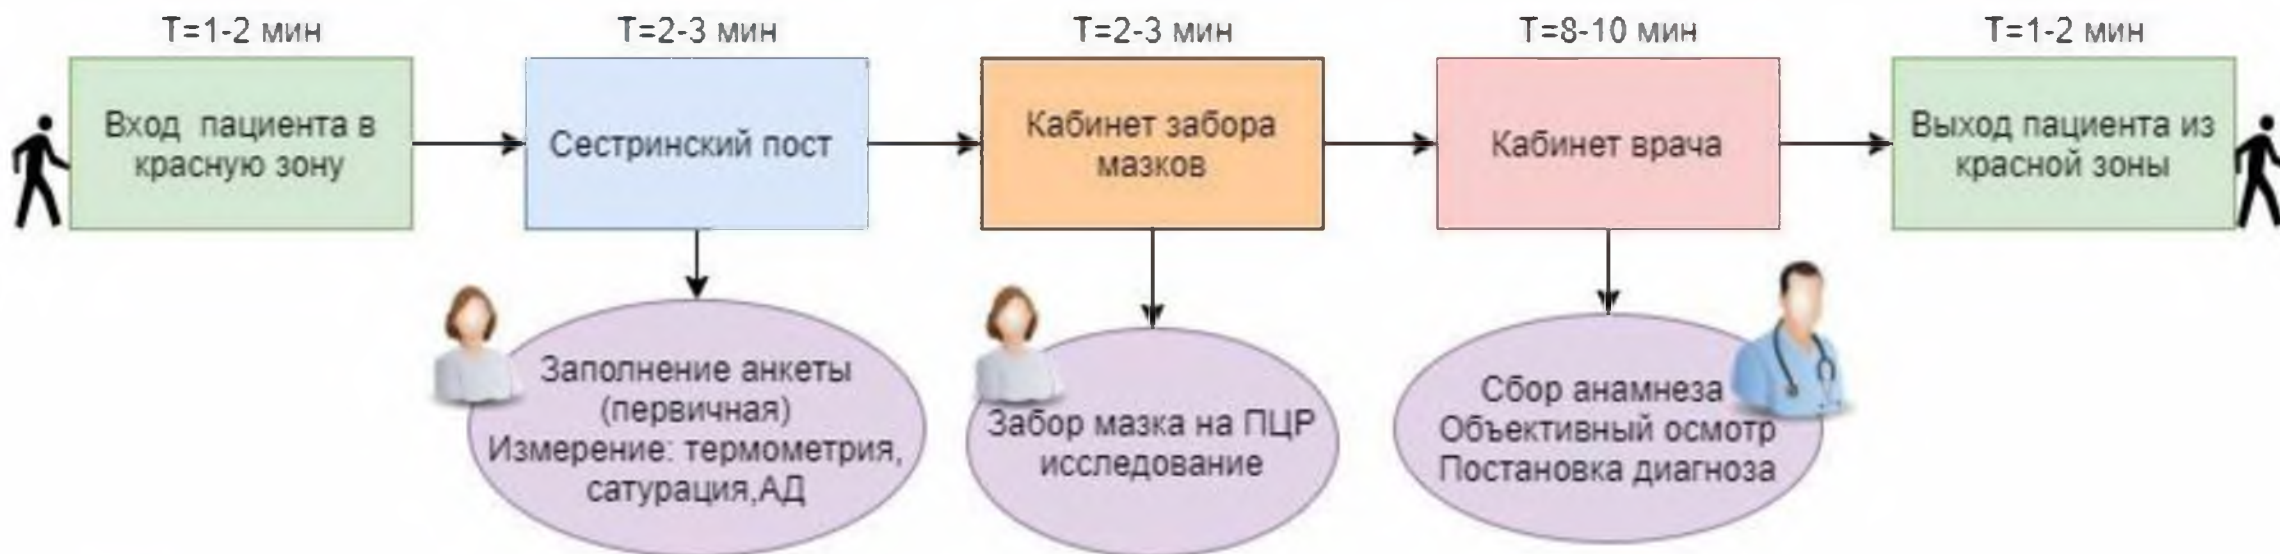 T=1-2 мин
T=2-3 мин
T=2-3 мин
T=8-10 мин
T=1-2 мин
Вход пациента в
красную зону
Сестринский пост
Кабинет забора
мазков
Кабинет врача
Выход пациента из
красной зоны
Заполнение анкеты
(первичная)
Измерение: термометрия,
сатурация,АД
Забор мазка на ПЦР
исследование
Сбор анамнеза
Объективный осмотр
Постановка диагноза